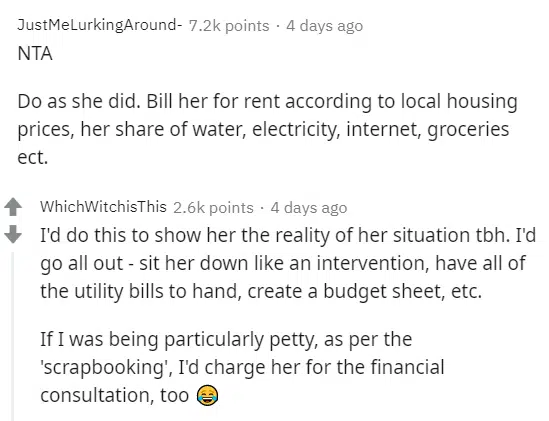 JustMeLurkingAround- 7.2k points · 4 days ago
NTA
Do as she did. Bill her for rent according to local housing
prices, her share of water, electricity, internet, groceries
ect.
WhichWitchisThis 2.6k points · 4 days ago
I'd do this to show her the reality of her situation tbh. I'd
go all out - sit her down like an intervention, have all of
the utility bills to hand, create a budget sheet, etc.
If I was being particularly petty, as per the
'scrapbooking', I'd charge her for the financial
consultation, too 😂